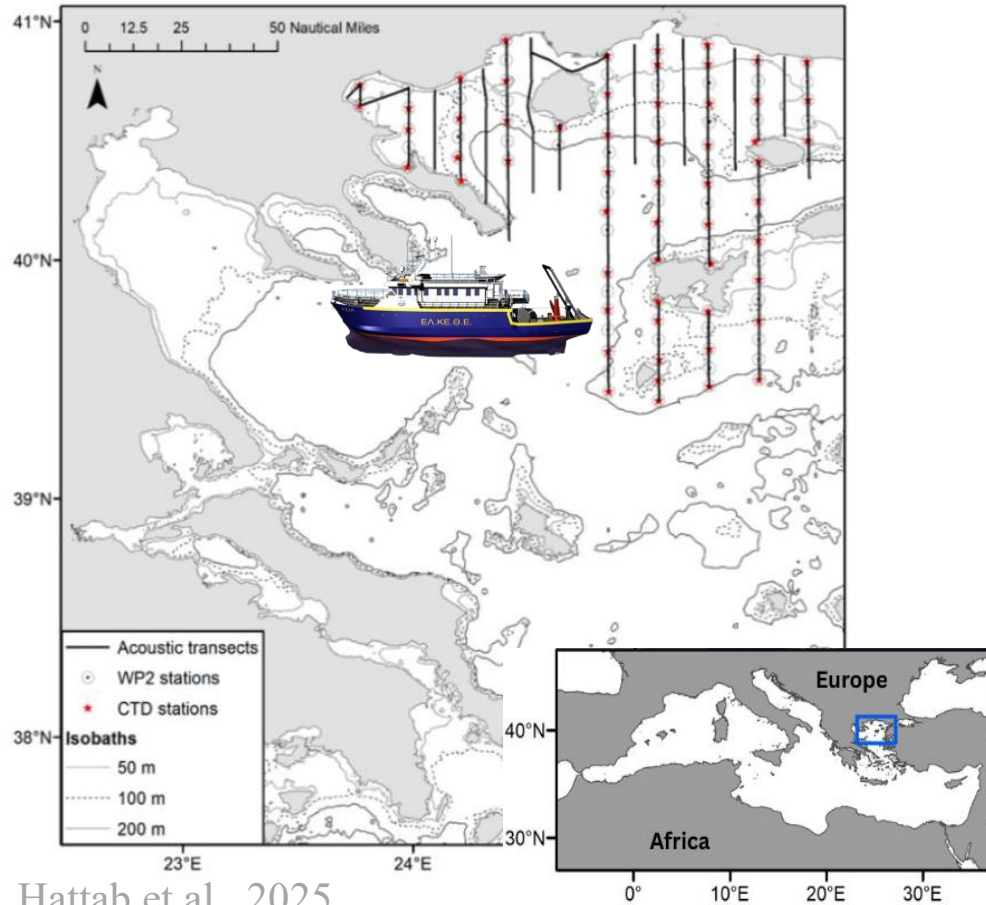 41°N
0 12.5 25 50 Nautical Miles
N
40°N
ΕΛ.ΚΕ.Θ.Ε.
39°N
38°N
Acoustic transects
WP2 stations
CTD stations
Isobaths
50 m
100 m
200 m
23°E 24°E
Europe
Africa
40°N
30°N
0° 10°E 20°E 30°E
Hattab et al., 2025